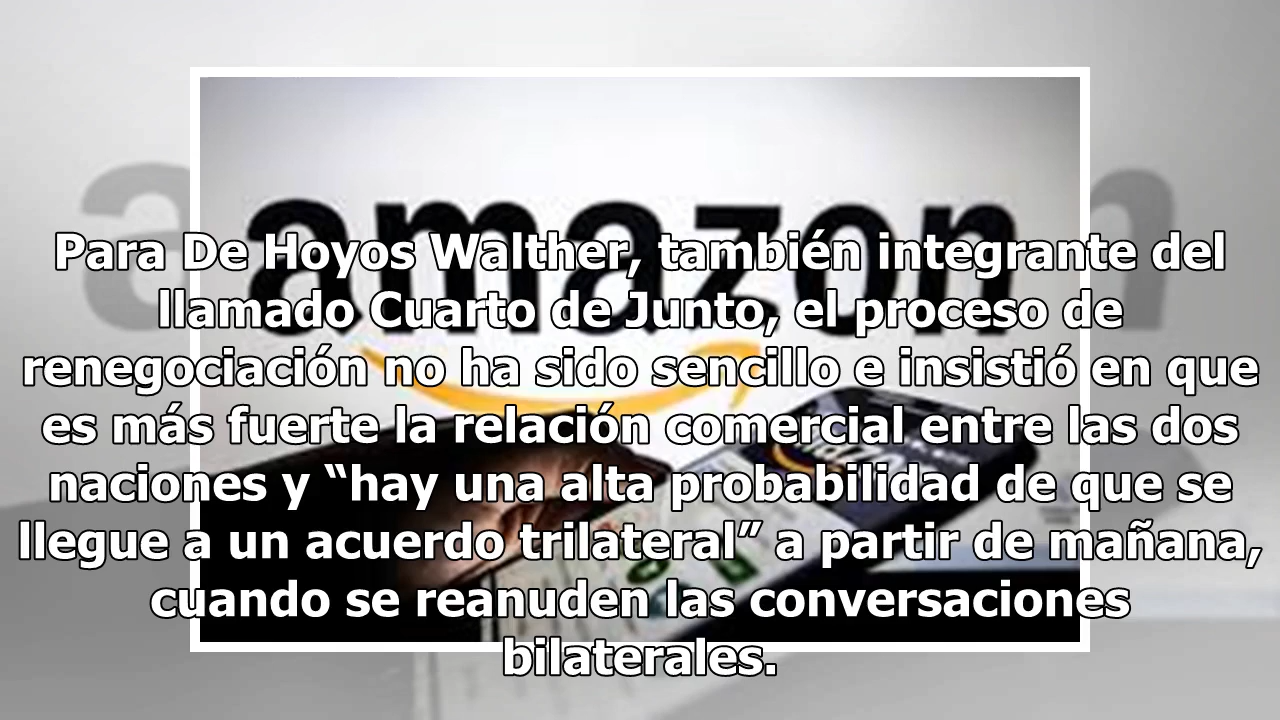 amazon
Para De Hoyos Walther, también integrante del
llamado Cuarto de Junto, el proceso de
renegociación no ha sido sencillo e insistió en que
es más fuerte la relación comercial entre las dos
naciones y “hay una alta probabilidad de que se
llegue a un acuerdo trilateral” a partir de mañana,
cuando se reanuden las conversaciones
bilaterales.